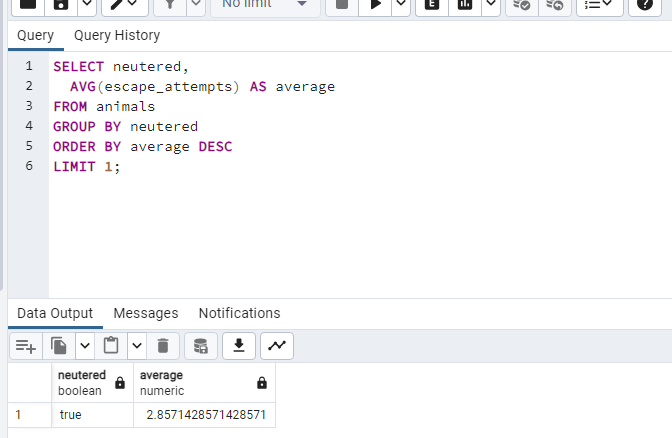 No limit
Query Query History
1 SELECT neutered,
2 AVG(escape_attempts) AS average
3 FROM animals
4 GROUP BY neutered
5 ORDER BY average DESC
6 LIMIT 1;
Data Output Messages Notifications
neutered average
boolean numeric
1 true 2.8571428571428571